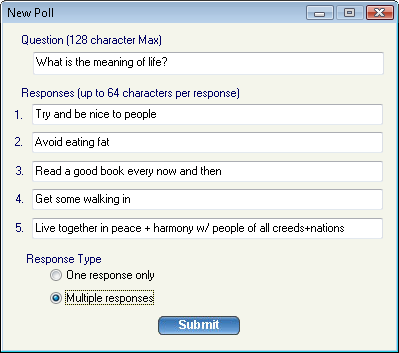 New Poll
Question (128 character Max)
What is the meaning of life?
Responses (up to 64 characters per response)
1. Try and be nice to people
2. Avoid eating fat
3. Read a good book every now and then
4. Get some walking in
5. Live together in peace + harmony w/ people of all creeds+nations
Response Type
One response only
Multiple responses
Submit